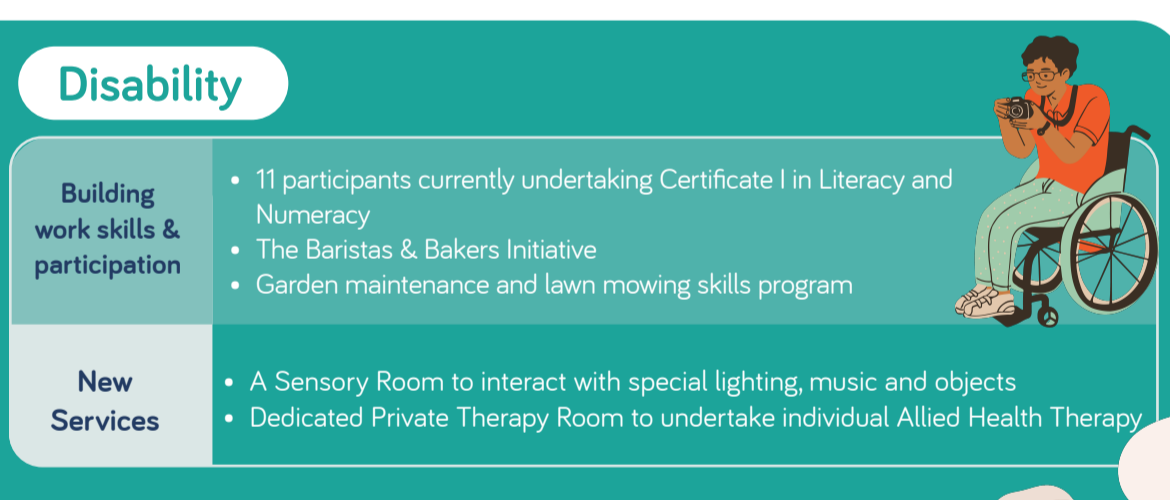 Disability
Building
work skills &
participation
• 11 participants currently undertaking Certificate I in Literacy and
Numeracy
• The Baristas & Bakers Initiative
• Garden maintenance and lawn mowing skills program
New
Services
• A Sensory Room to interact with special lighting, music and objects
• Dedicated Private Therapy Room to undertake individual Allied Health Therapy